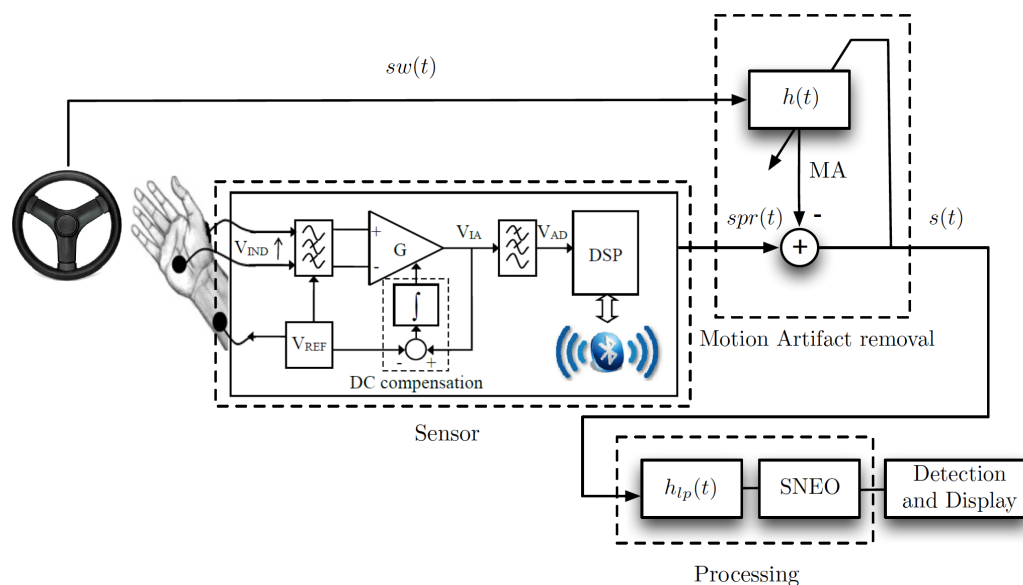 sw(t)
h(t)
MA
-
spr(t)
+
s(t)
Motion Artifact removal
V_IND
+
-
G
V_IA
V_AD
DSP
∫
V_REF
-
+
DC compensation
Sensor
h_lp(t)
SNEO
Detection
and Display
Processing